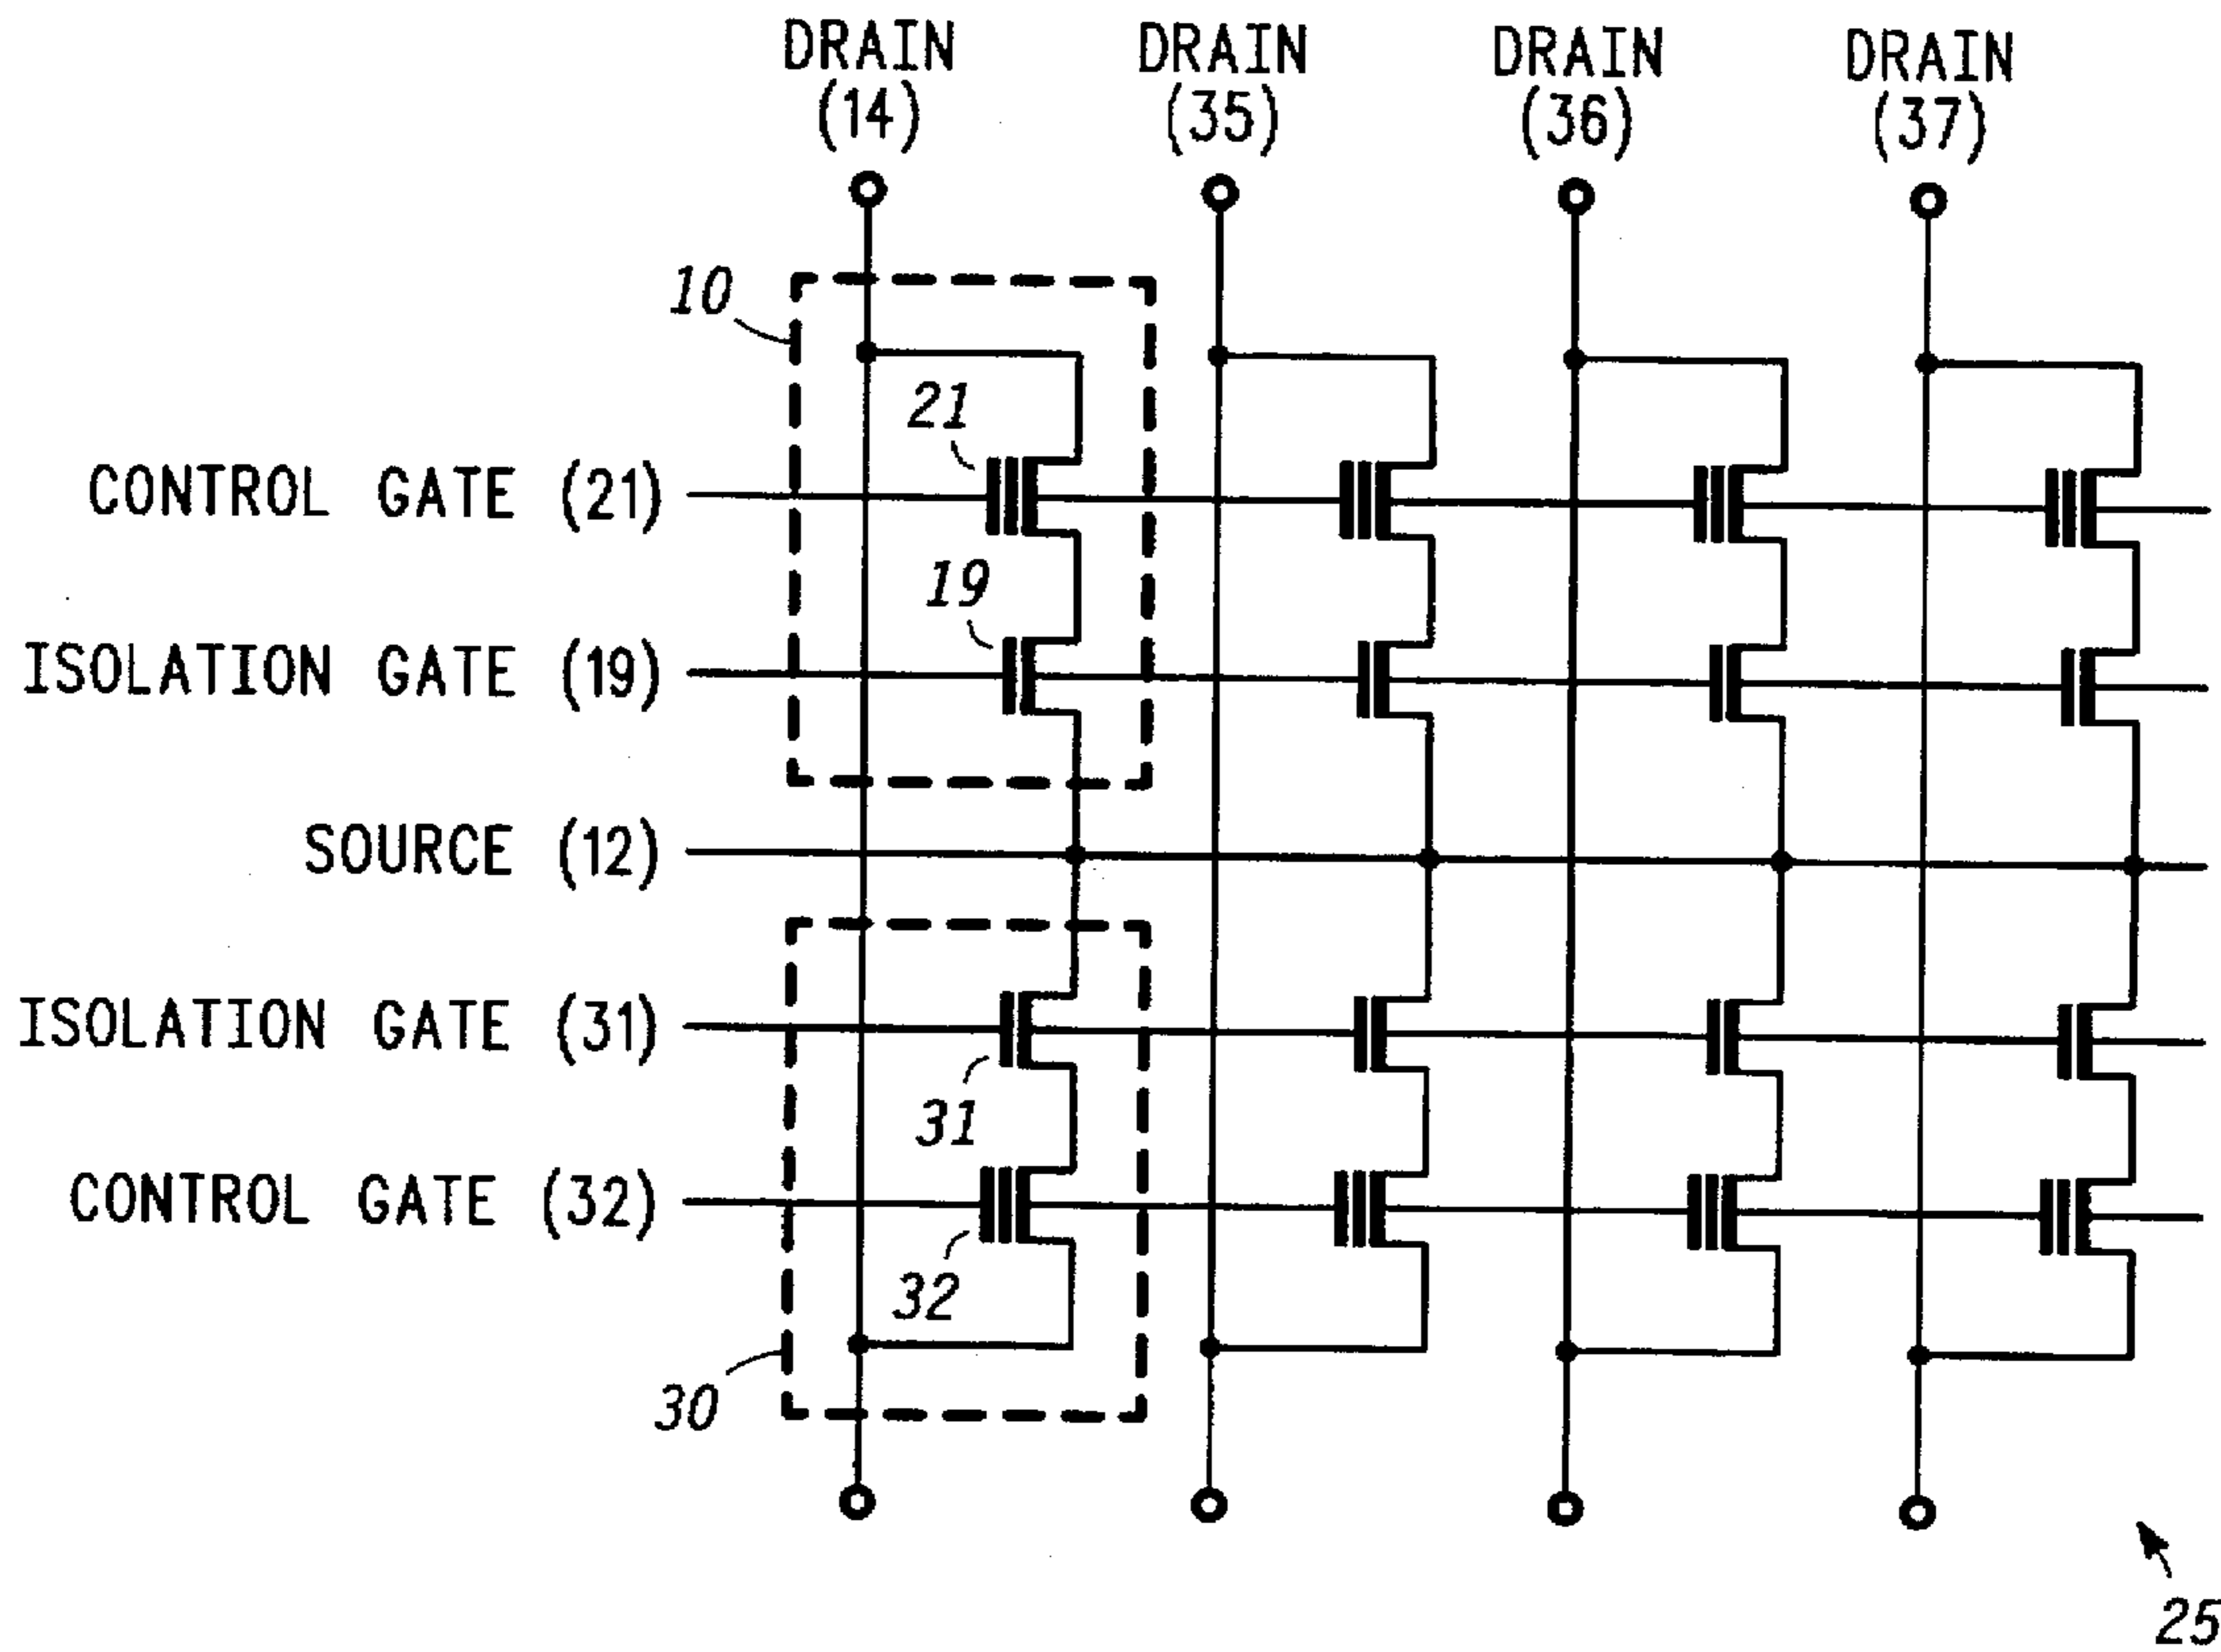 DRAIN
(14)
DRAIN
(35)
DRAIN
(36)
DRAIN
(37)
10
21
CONTROL GATE (21)
19
ISOLATION GATE (19)
SOURCE (12)
ISOLATION GATE (31)
31
CONTROL GATE (32)
32
30
25